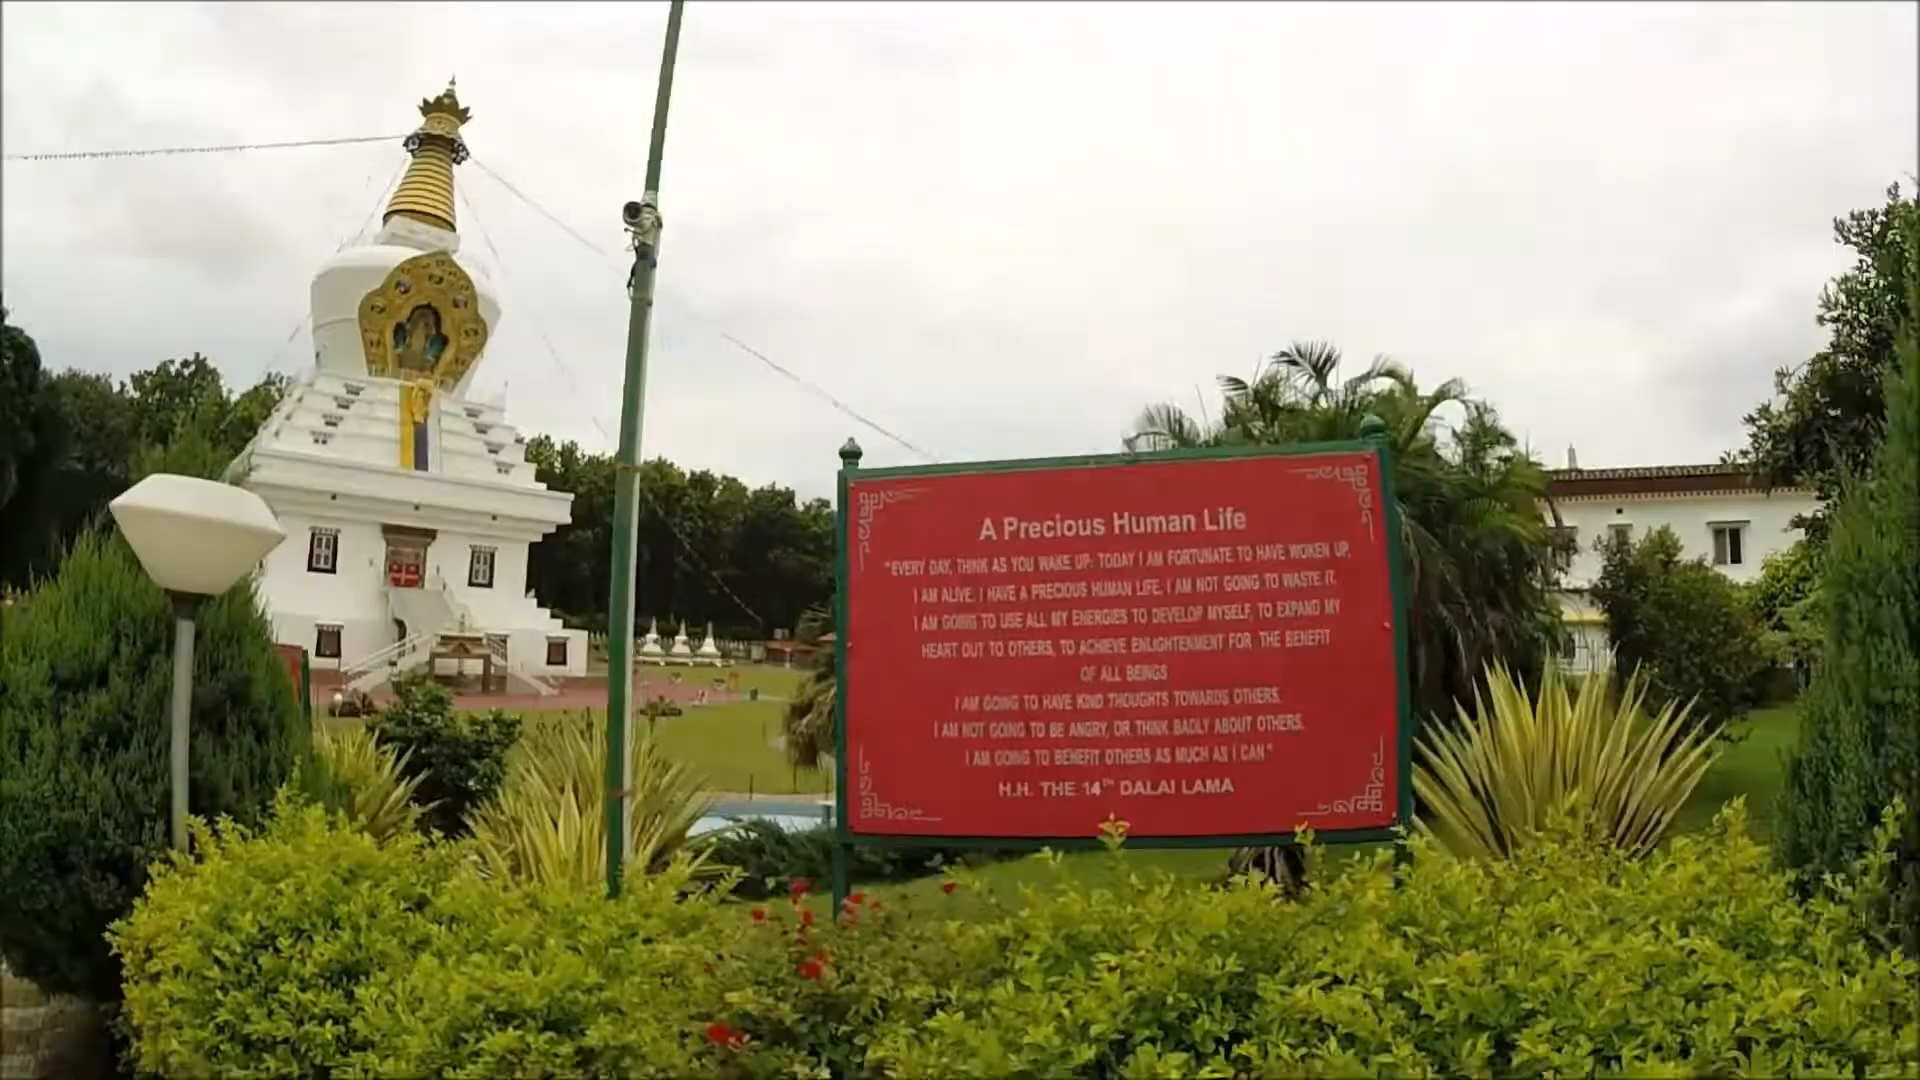 A Precious Human Life
"EVERY DAY, THINK AS YOU WAKE UP: TODAY I AM FORTUNATE TO HAVE WOKEN UP,
I AM ALIVE. I HAVE A PRECIOUS HUMAN LIFE. I AM NOT GOING TO WASTE IT.
I AM GOING TO USE ALL MY ENERGIES TO DEVELOP MYSELF, TO EXPAND MY
HEART OUT TO OTHERS, TO ACHIEVE ENLIGHTENMENT FOR THE BENEFIT
OF ALL BEINGS
I AM GOING TO HAVE KIND THOUGHTS TOWARDS OTHERS.
I AM NOT GOING TO BE ANGRY, OR THINK BADLY ABOUT OTHERS.
I AM GOING TO BENEFIT OTHERS AS MUCH AS I CAN"
H.H. THE 14TH DALAI LAMA